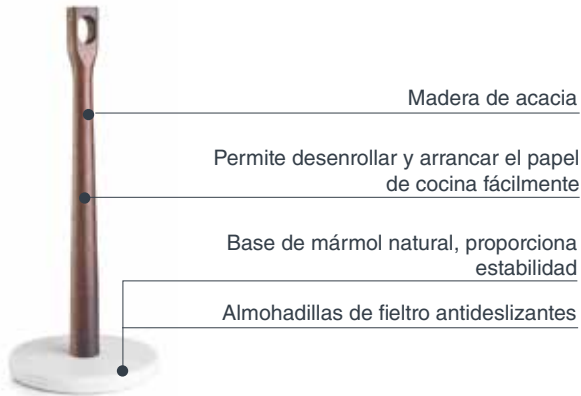 Madera de acacia
Permite desenrollar y arrancar el papel
de cocina fácilmente
Base de mármol natural, proporciona
estabilidad
Almohadillas de fieltro antideslizantes